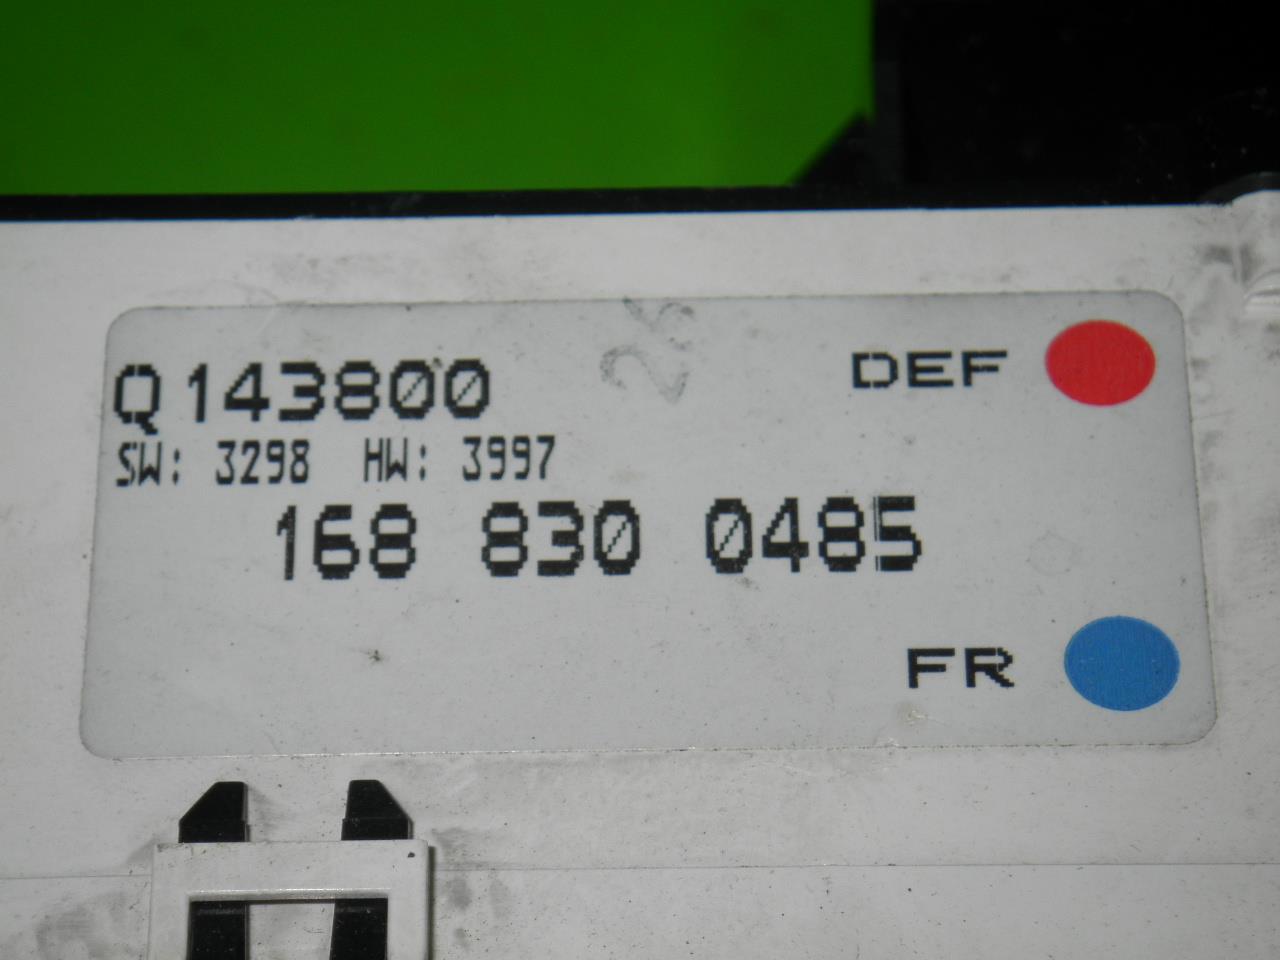 Q143800
DEF
SW: 3298 HW: 3997
168 830 0485
FR